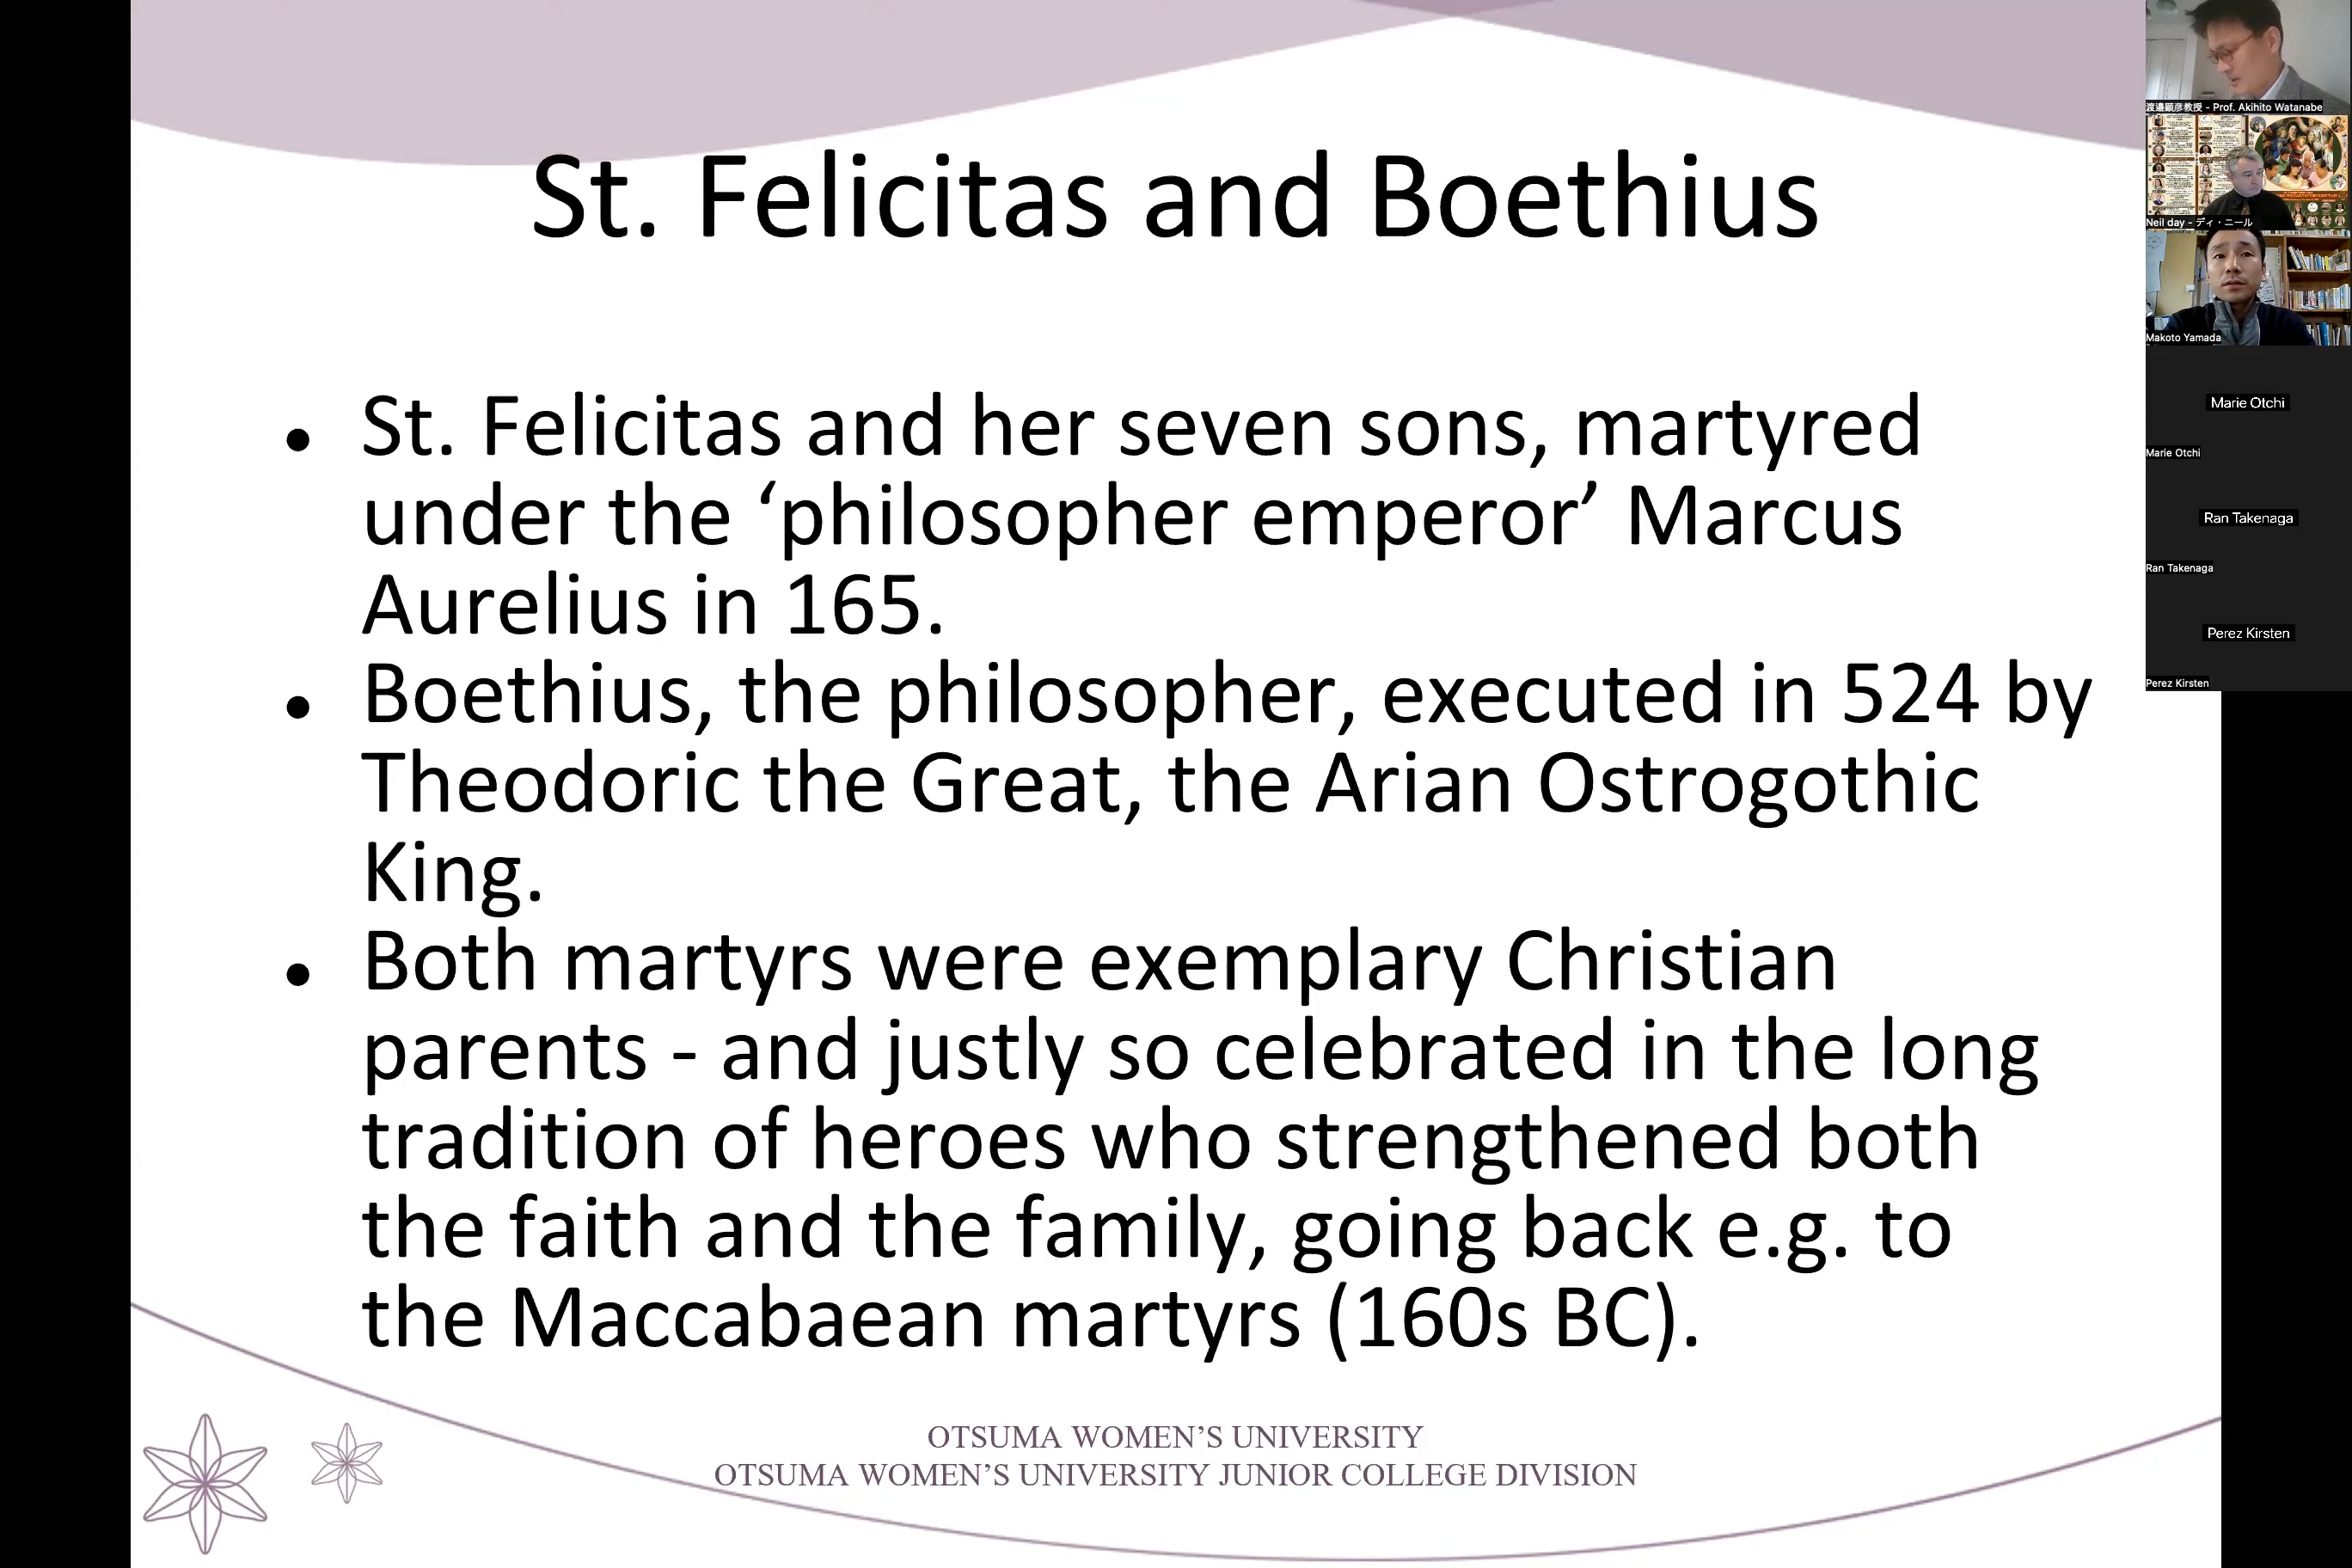 St. Felicitas and Boethius
• St. Felicitas and her seven sons, martyred
under the ‘philosopher emperor’ Marcus
Aurelius in 165.
• Boethius, the philosopher, executed in 524 by
Theodoric the Great, the Arian Ostrogothic
King.
• Both martyrs were exemplary Christian
parents - and justly so celebrated in the long
tradition of heroes who strengthened both
the faith and the family, going back e.g. to
the Maccabaean martyrs (160s BC).
OTSUMA WOMEN’S UNIVERSITY
OTSUMA WOMEN’S UNIVERSITY JUNIOR COLLEGE DIVISION
渡邉顕彦教授 - Prof. Akihito Watanabe
Neil day - ディ・ニール
Makoto Yamada
Marie Otchi
Marie Otchi
Ran Takenaga
Ran Takenaga
Perez Kirsten
Perez Kirsten